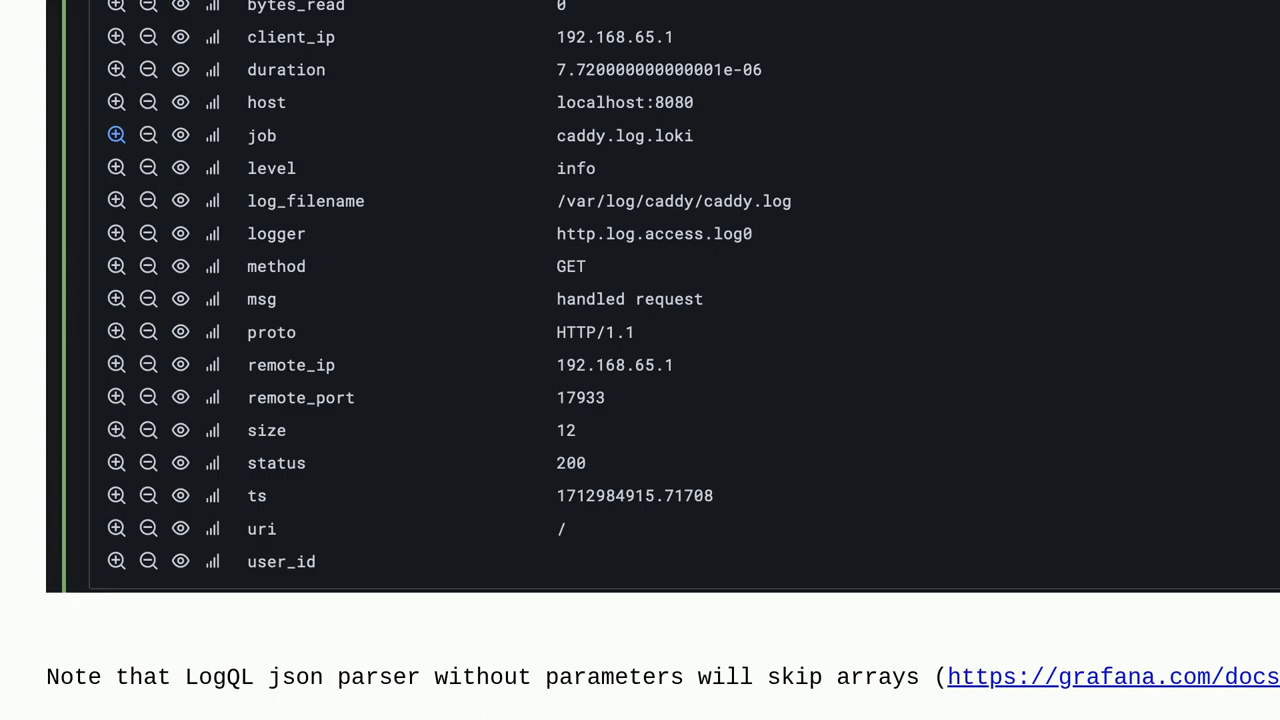 bytes_read 0
client_ip 192.168.65.1
duration 7.720000000000001e-06
host localhost:8080
job caddy.log.loki
level info
log_filename /var/log/caddy/caddy.log
logger http.log.access.log0
method GET
msg handled request
proto HTTP/1.1
remote_ip 192.168.65.1
remote_port 17933
size 12
status 200
ts 1712984915.71708
uri /
user_id
Note that LogQL json parser without parameters will skip arrays (https://grafana.com/docs